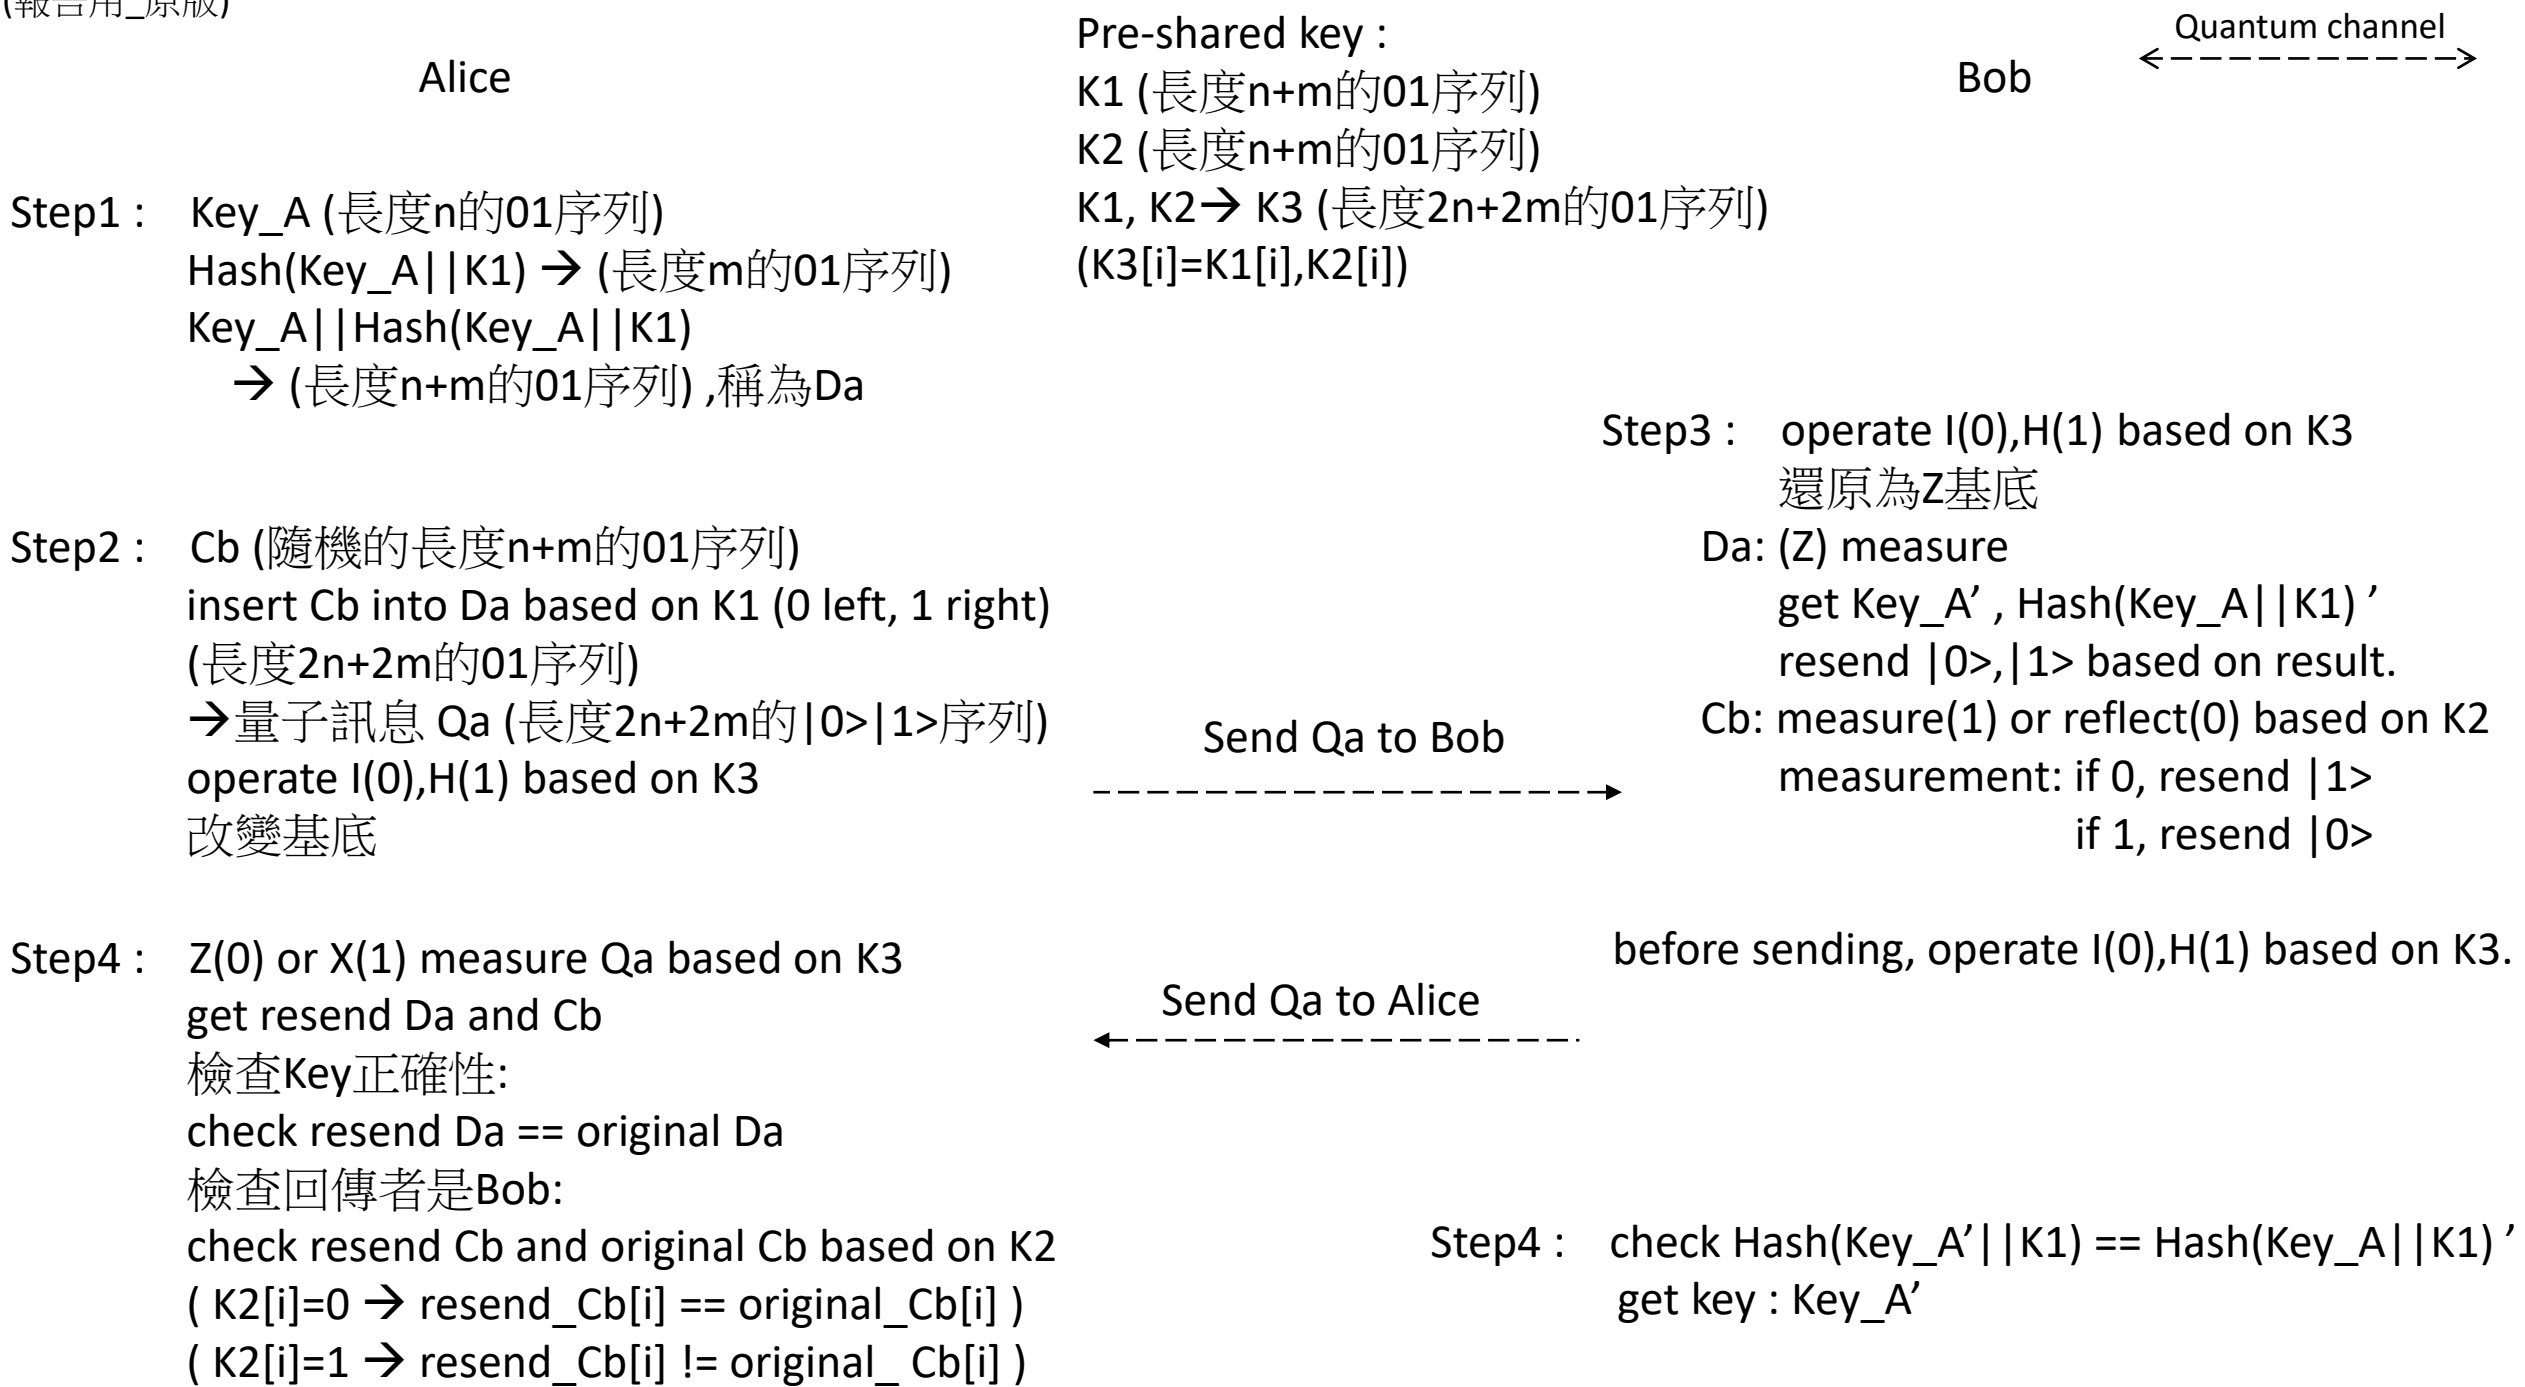 (報告用_原版)
Alice
Pre-shared key :
K1 (長度n+m的01序列)
K2 (長度n+m的01序列)
K1, K2→ K3 (長度2n+2m的01序列)
(K3[i]=K1[i],K2[i])
Bob
Quantum channel
Step1 : Key_A (長度n的01序列)
Hash(Key_A||K1) → (長度m的01序列)
Key_A||Hash(Key_A||K1)
→ (長度n+m的01序列) ,稱為Da
Step2 : Cb (隨機的長度n+m的01序列)
insert Cb into Da based on K1 (0 left, 1 right)
(長度2n+2m的01序列)
→量子訊息 Qa (長度2n+2m的|0>|1>序列)
operate I(0),H(1) based on K3
改變基底
Send Qa to Bob
Step3 : operate I(0),H(1) based on K3
還原為Z基底
Da: (Z) measure
get Key_A’ , Hash(Key_A||K1) ’
resend |0>,|1> based on result.
Cb: measure(1) or reflect(0) based on K2
measurement: if 0, resend |1>
if 1, resend |0>
before sending, operate I(0),H(1) based on K3.
Send Qa to Alice
Step4 : Z(0) or X(1) measure Qa based on K3
get resend Da and Cb
檢查Key正確性:
check resend Da == original Da
檢查回傳者是Bob:
check resend Cb and original Cb based on K2
( K2[i]=0 → resend_Cb[i] == original_Cb[i] )
( K2[i]=1 → resend_Cb[i] != original_ Cb[i] )
Step4 : check Hash(Key_A’||K1) == Hash(Key_A||K1) ’
get key : Key_A’